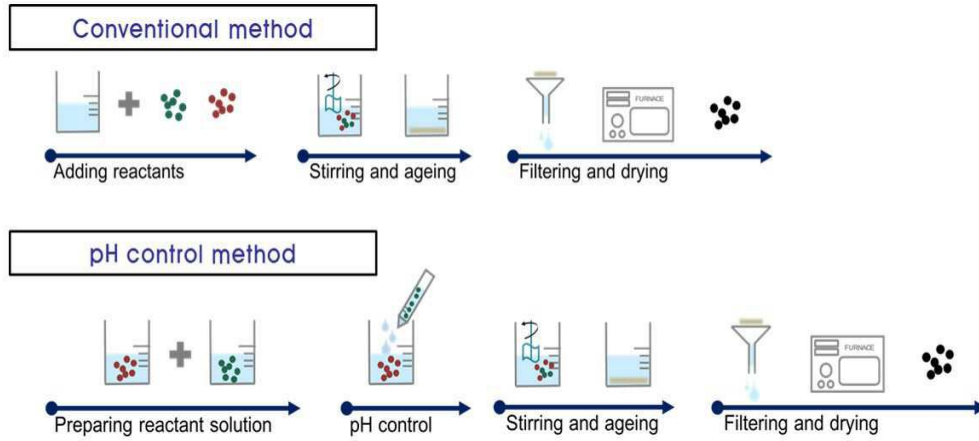 Conventional method
FURNACE
Adding reactants
Stirring and ageing
Filtering and drying
pH control method
FURNACE
Preparing reactant solution
pH control
Stirring and ageing
Filtering and drying